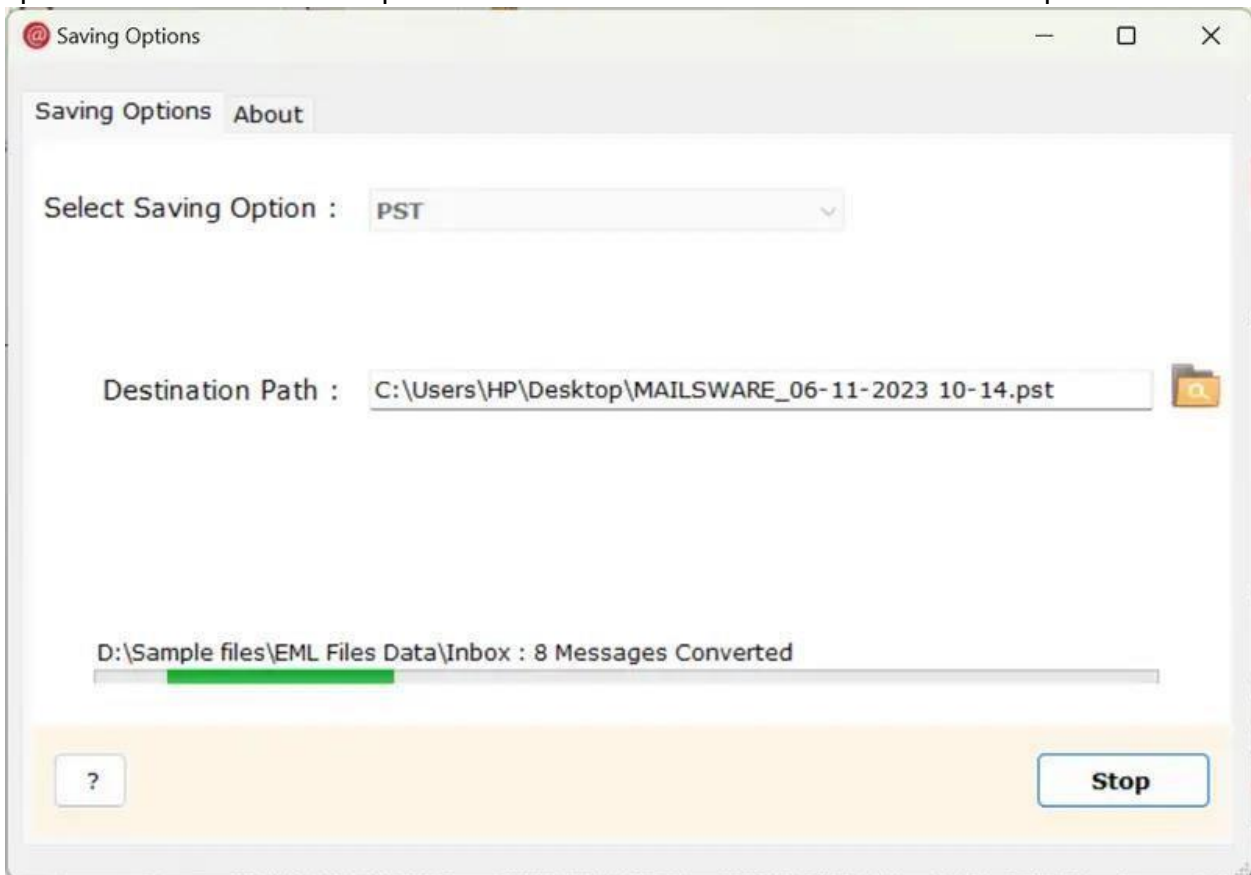 Saving Options
Saving Options About
Select Saving Option : PST
Destination Path : C:\Users\HP\Desktop\MAILSWARE_06-11-2023 10-14.pst
D:\Sample files\EML Files Data\Inbox : 8 Messages Converted
? Stop